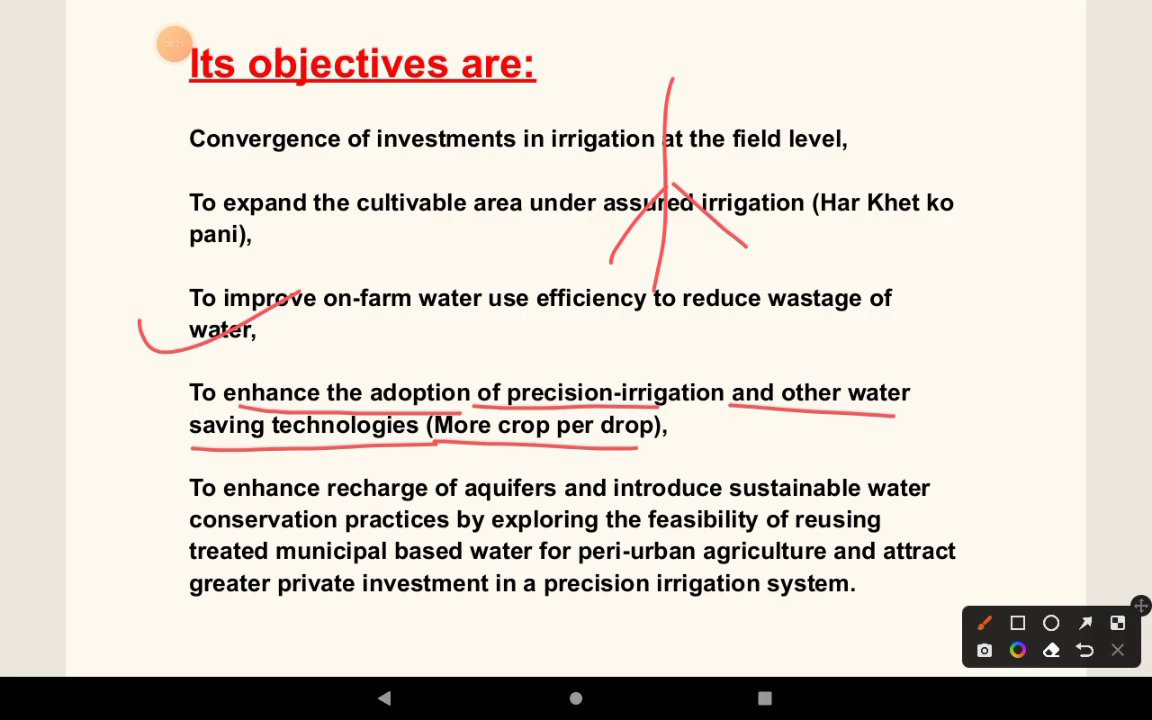 Its objectives are:
Convergence of investments in irrigation at the field level,
To expand the cultivable area under assured irrigation (Har Khet ko
pani),
To improve on-farm water use efficiency to reduce wastage of
water,
To enhance the adoption of precision-irrigation and other water
saving technologies (More crop per drop),
To enhance recharge of aquifers and introduce sustainable water
conservation practices by exploring the feasibility of reusing
treated municipal based water for peri-urban agriculture and attract
greater private investment in a precision irrigation system.